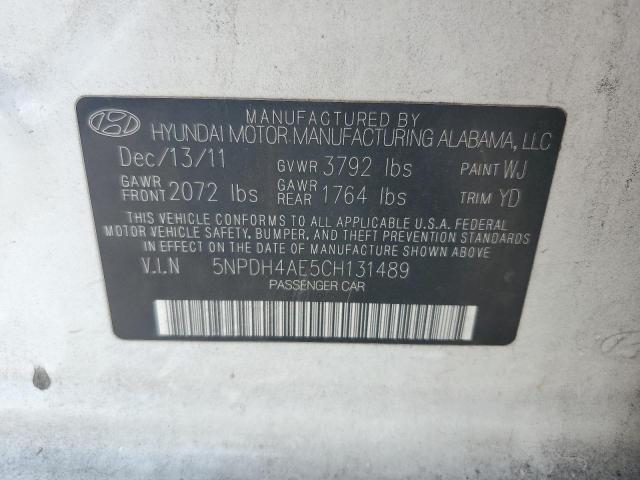 MANUFACTURED BY
HYUNDAI MOTOR MANUFACTURING ALABAMA, LLC
Dec/13/11 GVWR 3792 lbs PAINT WJ
GAWR FRONT 2072 lbs GAWR REAR 1764 lbs TRIM YD
THIS VEHICLE CONFORMS TO ALL APPLICABLE U.S.A. FEDERAL
MOTOR VEHICLE SAFETY, BUMPER, AND THEFT PREVENTION
STANDARDS IN EFFECT ON THE DATE OF MANUFACTURE SHOWN ABOVE.
V.I.N 5NPDH4AE5CH131489
PASSENGER CAR